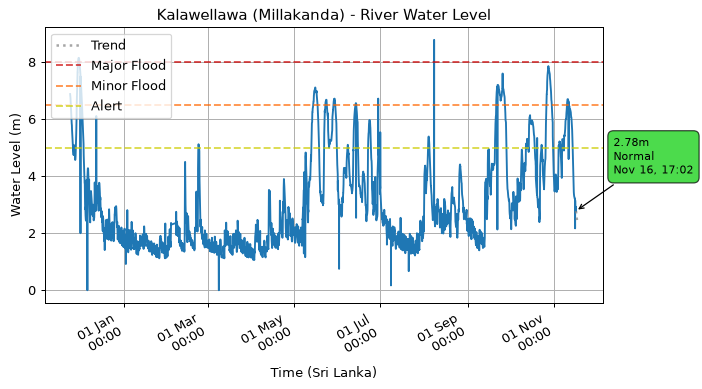 Kalawellawa (Millakanda) - River Water Level
Trend
Major Flood
Minor Flood
Alert
Water Level (m)
8
6
4
2
0
2.78m
Normal
Nov 16, 17:02
01 Jan
00:00
01 Mar
00:00
01 May
00:00
01 Jul
00:00
01 Sep
00:00
01 Nov
00:00
Time (Sri Lanka)